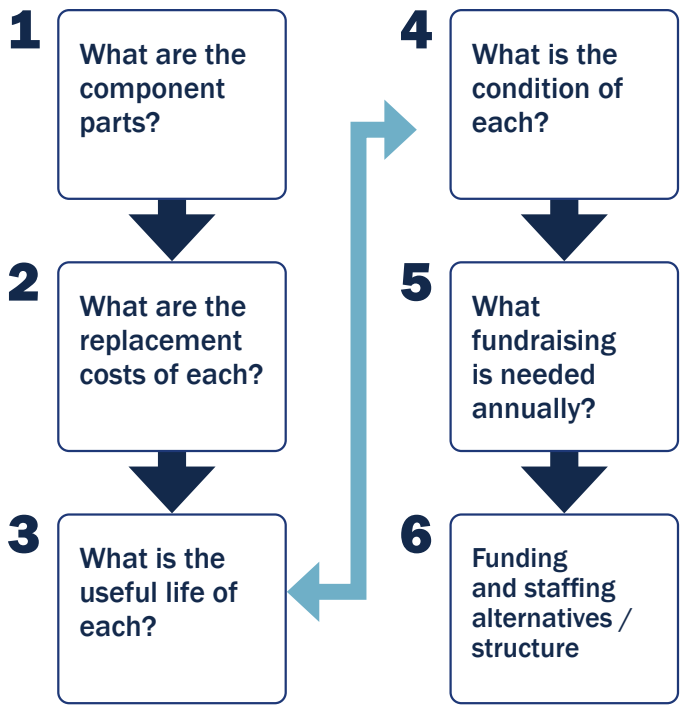 1
What are the
component
parts?
2
What are the
replacement
costs of each?
3
What is the
useful life of
each?
4
What is the
condition of
each?
5
What
fundraising
is needed
annually?
6
Funding
and staffing
alternatives /
structure